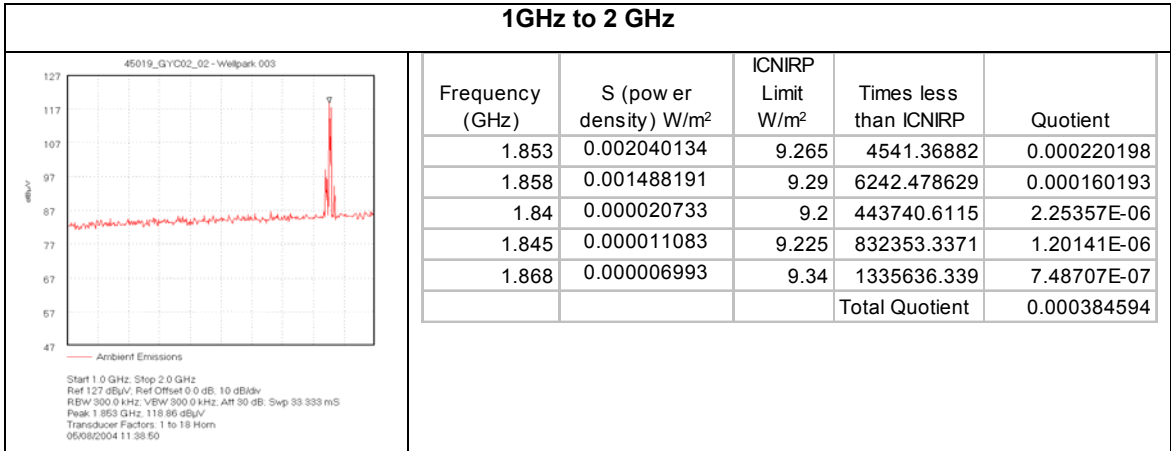 1GHz to 2 GHz
45019_GYC02_02 - Wellpark 003
127
117
107
97
87
77
67
57
47
dBµV
Ambient Emissions
Start 1.0 GHz; Stop 2.0 GHz
Ref 127 dBµV; Ref Offset 0.0 dB; 10 dB/div
RBW 300.0 kHz; VBW 300.0 kHz; Att 30 dB; Swp 33.333 mS
Peak 1.853 GHz, 118.86 dBµV
Transducer Factors: 1 to 18 Horn
05/08/2004 11:38:50
Frequency (GHz) S (pow er density) W/m² ICNIRP Limit W/m² Times less than ICNIRP Quotient
1.853 0.002040134 9.265 4541.36882 0.000220198
1.858 0.001488191 9.29 6242.478629 0.000160193
1.84 0.000020733 9.2 443740.6115 2.25357E-06
1.845 0.000011083 9.225 832353.3371 1.20141E-06
1.868 0.000006993 9.34 1335636.339 7.48707E-07
Total Quotient 0.000384594